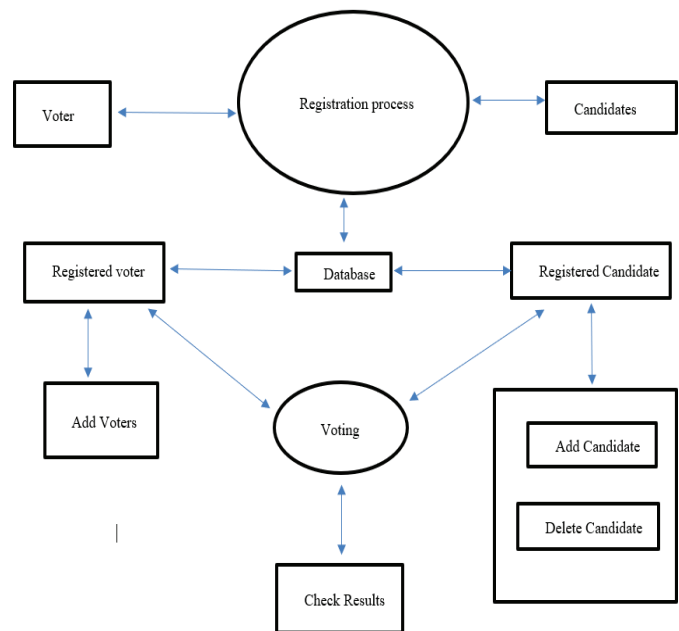 Registration process
Voter
Candidates
Registered voter
Database
Registered Candidate
Add Voters
Voting
Add Candidate
Delete Candidate
Check Results